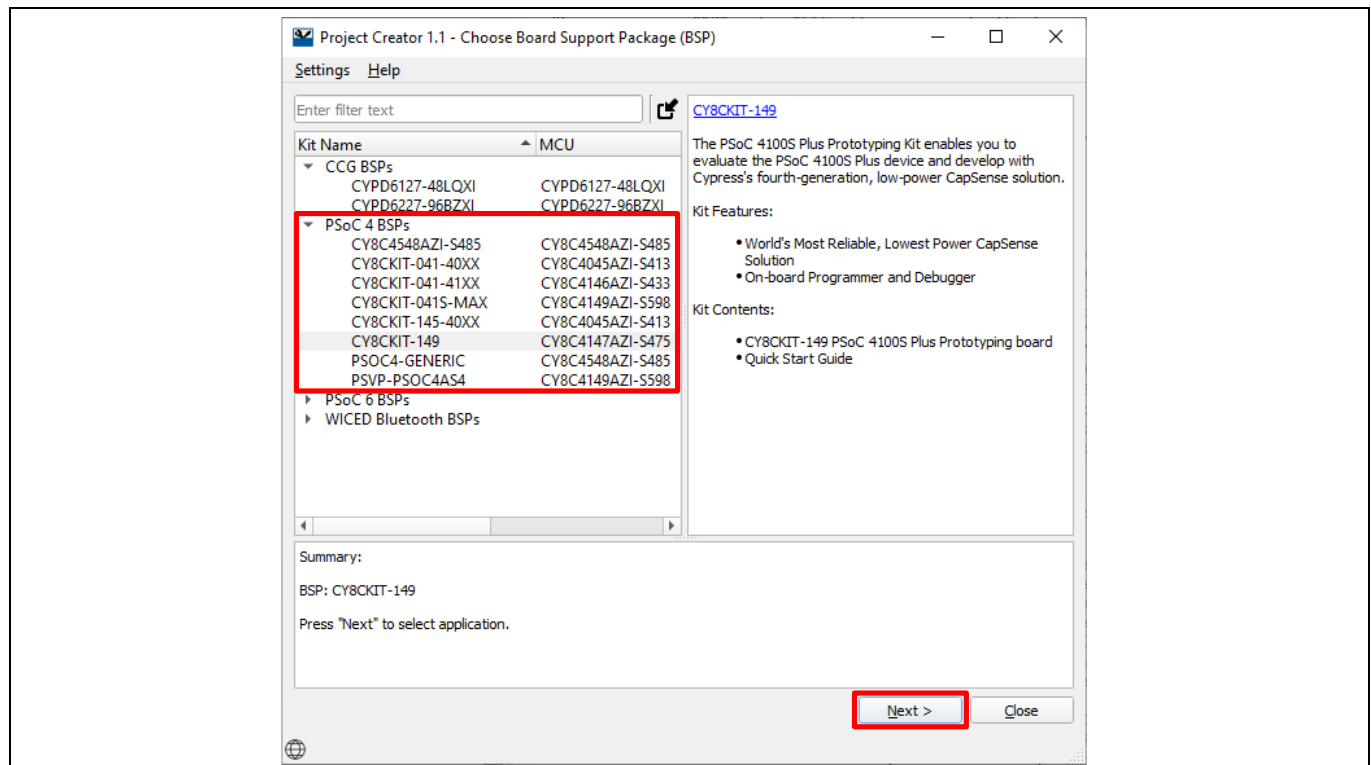 Project Creator 1.1 - Choose Board Support Package (BSP)
Settings Help
Enter filter text
Kit Name MCU
CCG BSPs
CYPD6127-48LQXI CYPD6127-48LQXI
CYPD6227-96BZXI CYPD6227-96BZXI
PSoC 4 BSPs
CY8C4548AZI-S485 CY8C4548AZI-S485
CY8CKIT-041-40XX CY8C4045AZI-S413
CY8CKIT-041-41XX CY8C4146AZI-S433
CY8CKIT-041S-MAX CY8C4149AZI-S598
CY8CKIT-145-40XX CY8C4045AZI-S413
CY8CKIT-149 CY8C4147AZI-S475
PSOC4-GENERIC CY8C4548AZI-S485
PSVP-PSOC4AS4 CY8C4149AZI-S598
PSoC 6 BSPs
WICED Bluetooth BSPs
CY8CKIT-149
The PSoC 4100S Plus Prototyping Kit enables you to
evaluate the PSoC 4100S Plus device and develop with
Cypress's fourth-generation, low-power CapSense solution.
Kit Features:
• World's Most Reliable, Lowest Power CapSense
Solution
• On-board Programmer and Debugger
Kit Contents:
• CY8CKIT-149 PSoC 4100S Plus Prototyping board
• Quick Start Guide
Summary:
BSP: CY8CKIT-149
Press "Next" to select application.
Next > Close